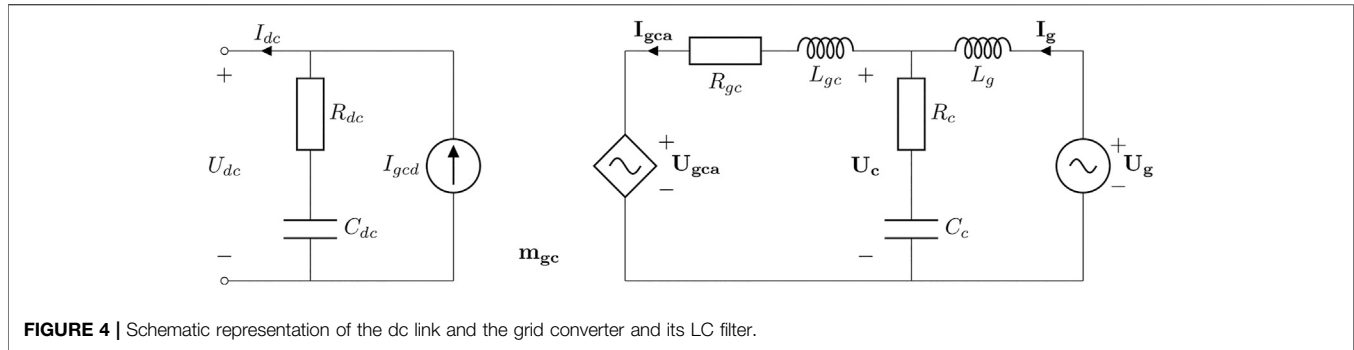 I_dc
+
R_dc
U_dc
I_gcd
C_dc
−
m_gc
I_gca
R_gc
L_gc
+
U_gca
−
+
R_c
U_c
C_c
−
I_g
L_g
+
U_g
−
FIGURE 4 | Schematic representation of the dc link and the grid converter and its LC filter.